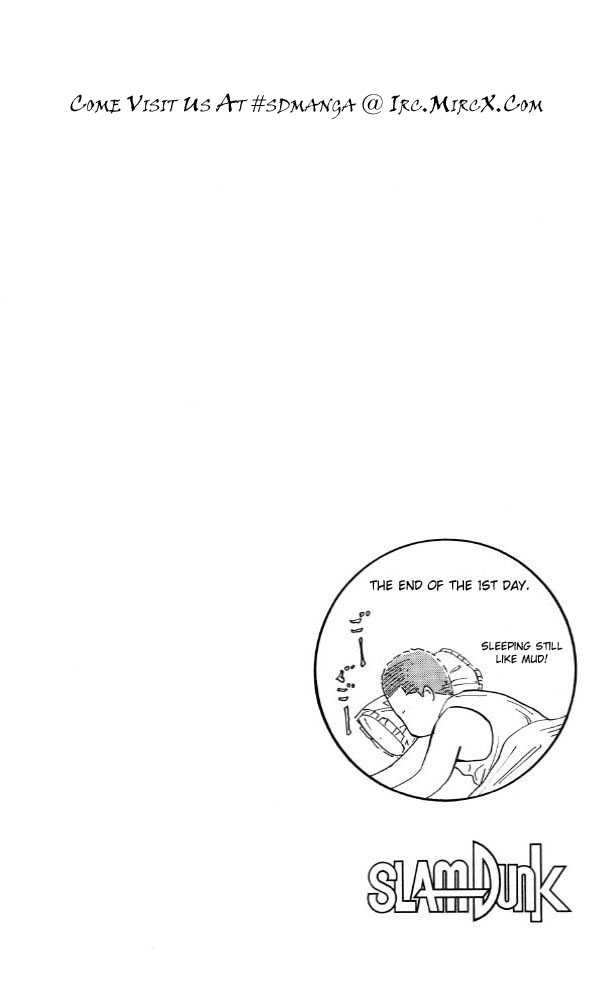 COME VISIT US AT #SDMANGA @ IRC.MIRCX.COM
THE END OF THE 1ST DAY.
SLEEPING STILL
LIKE MUD!
SLAMDUNK